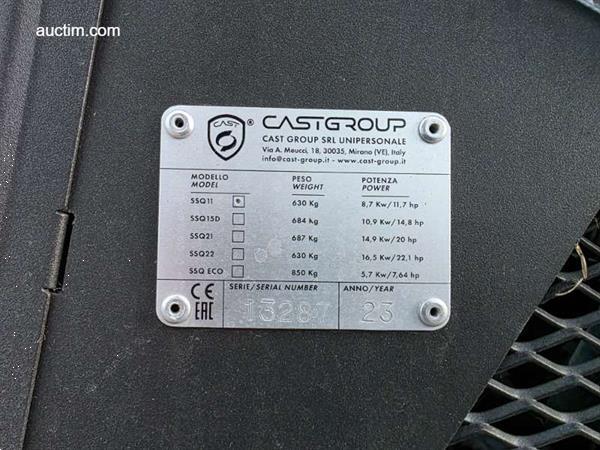 auctim.com
CAST
CASTGROUP
CAST GROUP SRL UNIPERSONALE
Via A. Meucci, 18, 30035, Mirano (VE), Italy
info@cast-group.it - www.cast-group.it
MODELLO PESO POTENZA
MODEL WEIGHT POWER
SSQ11 630 Kg 8,7 Kw/11,7 hp
SSQ15D 684 Kg 10,9 Kw/14,8 hp
SSQ21 687 Kg 14,9 Kw/20 hp
SSQ22 630 Kg 16,5 Kw/22,1 hp
SSQ ECO 850 Kg 5,7 Kw/7,64 hp
CE SERIE/SERIAL NUMBER ANNO/YEAR
EAC 13287 23